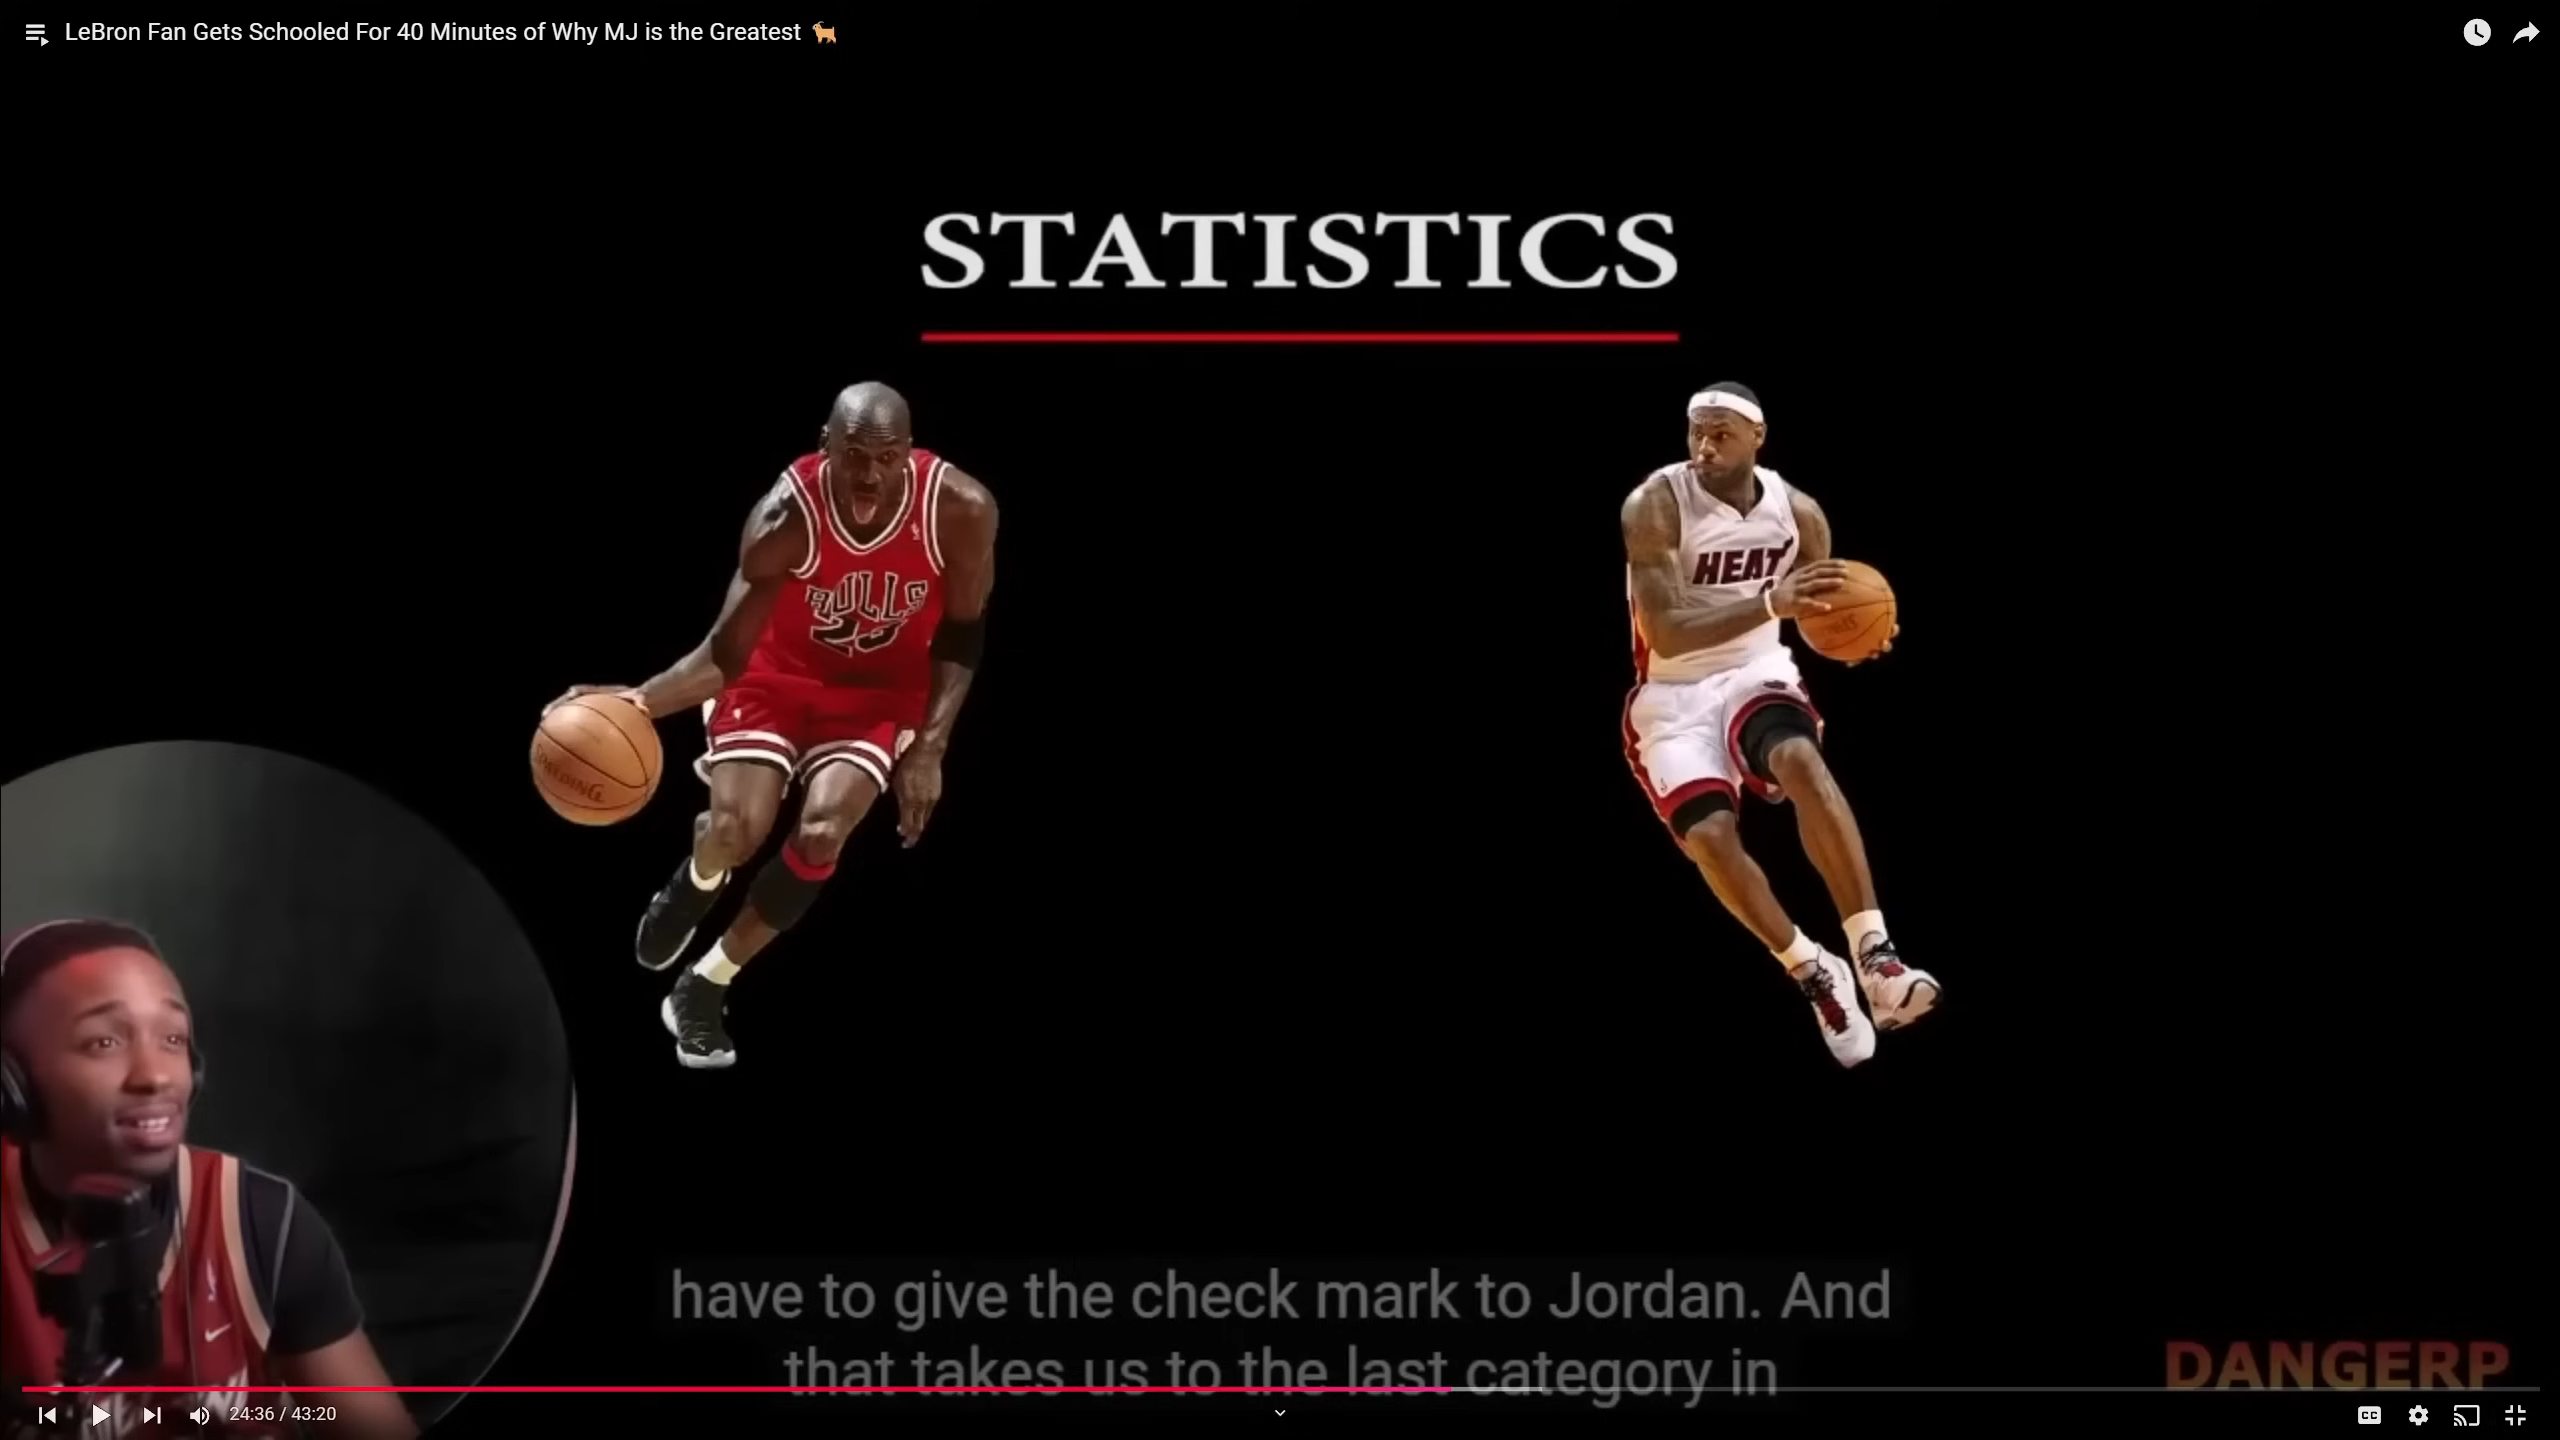 LeBron Fan Gets Schooled For 40 Minutes of Why MJ is the Greatest 🐐
STATISTICS
BULLS
23
HEAT
SPALDING
have to give the check mark to Jordan. And
that takes us to the last category in
DANGERP
24:36 / 43:20
CC